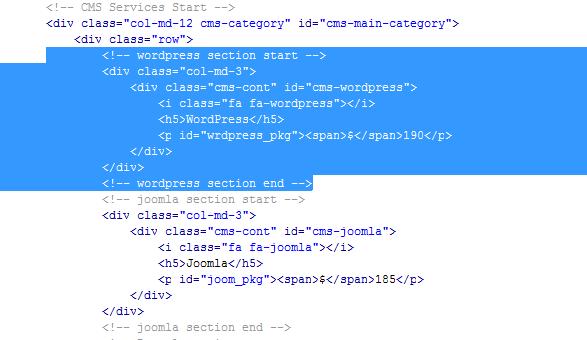 <!-- CMS Services Start -->
<div class="col-md-12 cms-category" id="cms-main-category">
<div class="row">
<!-- wordpress section start -->
<div class="col-md-3">
<div class="cms-cont" id="cms-wordpress">
<i class="fa fa-wordpress"></i>
<h5>WordPress</h5>
<p id="wrdpress_pkg"><span>$</span>190</p>
</div>
</div>
<!-- wordpress section end -->
<!-- joomla section start -->
<div class="col-md-3">
<div class="cms-cont" id="cms-joomla">
<i class="fa fa-joomla"></i>
<h5>Joomla</h5>
<p id="joom_pkg"><span>$</span>185</p>
</div>
</div>
<!-- joomla section end -->